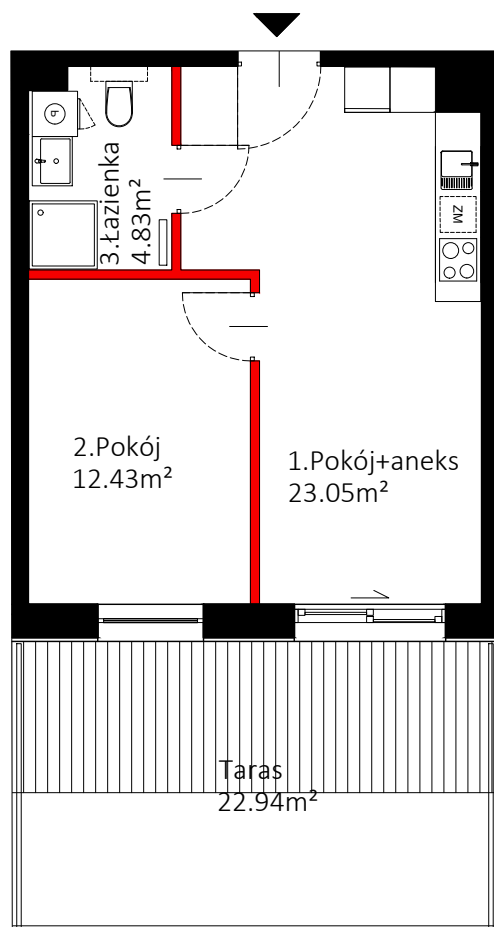 3.Łazienka
4.83m²
b
ZM
2.Pokój
12.43m²
1.Pokój+aneks
23.05m²
Taras
22.94m²